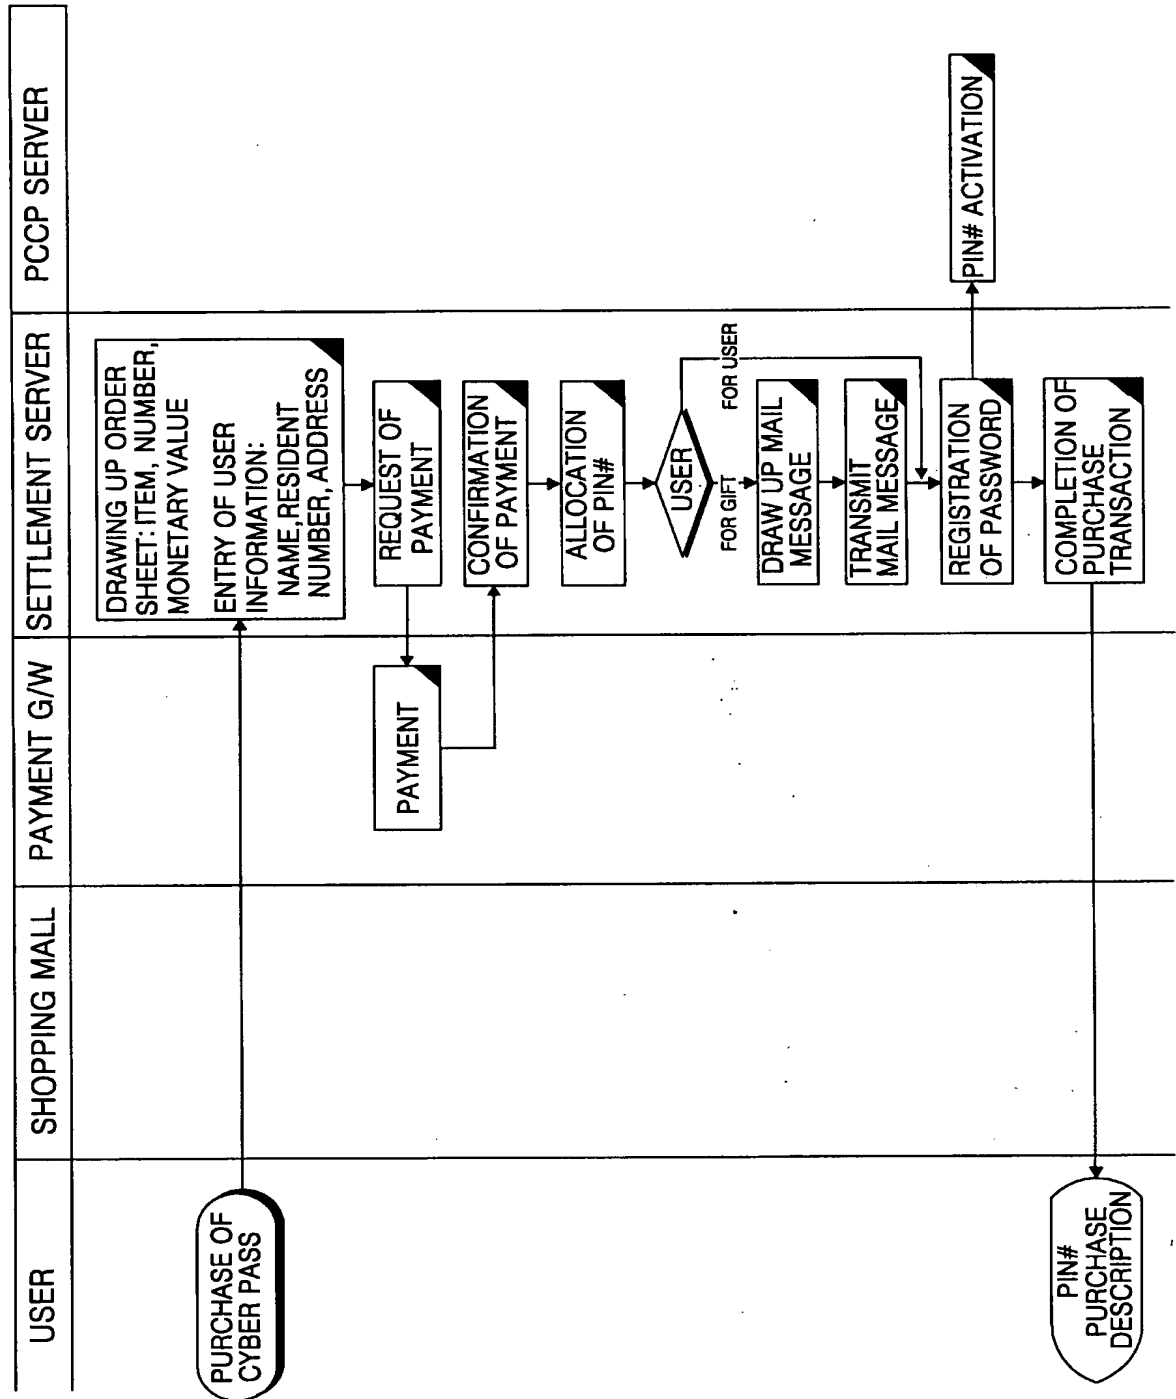 USER
SHOPPING MALL
PAYMENT G/W
SETTLEMENT SERVER
PCCP SERVER
PURCHASE OF
CYBER PASS
DRAWING UP ORDER
SHEET: ITEM, NUMBER,
MONETARY VALUE
ENTRY OF USER
INFORMATION:
NAME, RESIDENT
NUMBER, ADDRESS
REQUEST OF
PAYMENT
PAYMENT
CONFIRMATION
OF PAYMENT
ALLOCATION
OF PIN#
USER
FOR GIFT
FOR USER
DRAW UP MAIL
MESSAGE
TRANSMIT
MAIL MESSAGE
REGISTRATION
OF PASSWORD
PIN# ACTIVATION
COMPLETION OF
PURCHASE
TRANSACTION
PIN#
PURCHASE
DESCRIPTION